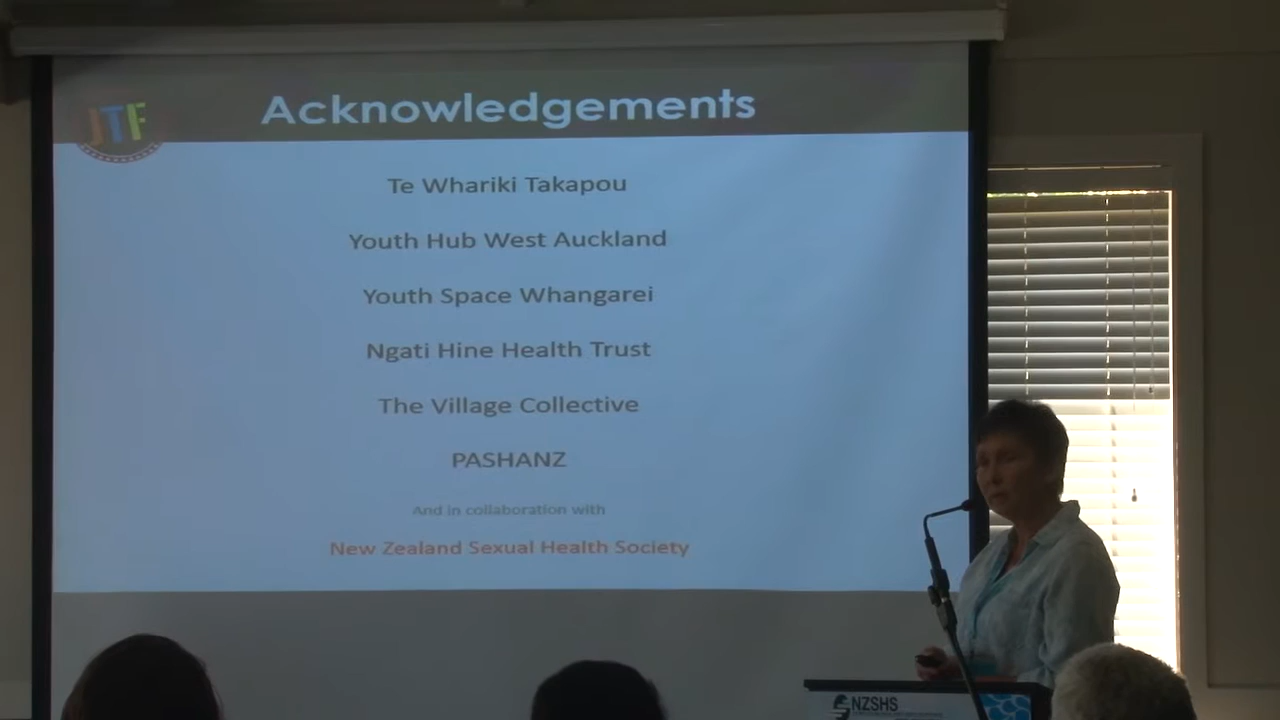 JTF
Acknowledgements
Te Whariki Takapou
Youth Hub West Auckland
Youth Space Whangarei
Ngati Hine Health Trust
The Village Collective
PASHANZ
And in collaboration with
New Zealand Sexual Health Society
NZSHS